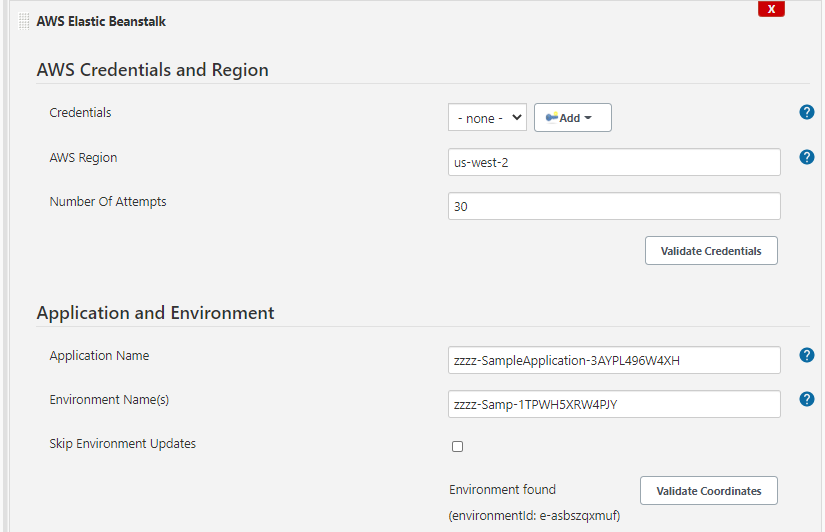 X
AWS Elastic Beanstalk
AWS Credentials and Region
Credentials
- none -
Add
?
AWS Region
us-west-2
?
Number Of Attempts
30
Validate Credentials
Application and Environment
Application Name
zzzz-SampleApplication-3AYPL496W4XH
?
Environment Name(s)
zzzz-Samp-1TPWH5XRW4PJY
?
Skip Environment Updates
Environment found
(environmentId: e-asbszqxmuf)
Validate Coordinates